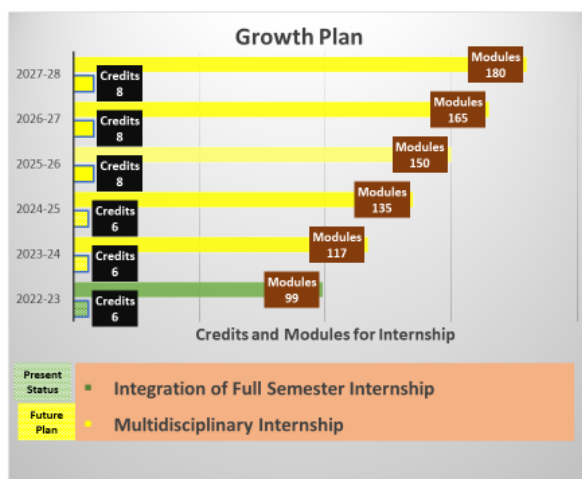 Growth Plan
2027-28
Modules
180
Credits
8
2026-27
Modules
165
Credits
8
2025-26
Modules
150
Credits
8
2024-25
Modules
135
Credits
6
2023-24
Modules
117
Credits
6
2022-23
Modules
99
Credits
6
Credits and Modules for Internship
Present
Status
Integration of Full Semester Internship
Future
Plan
Multidisciplinary Internship